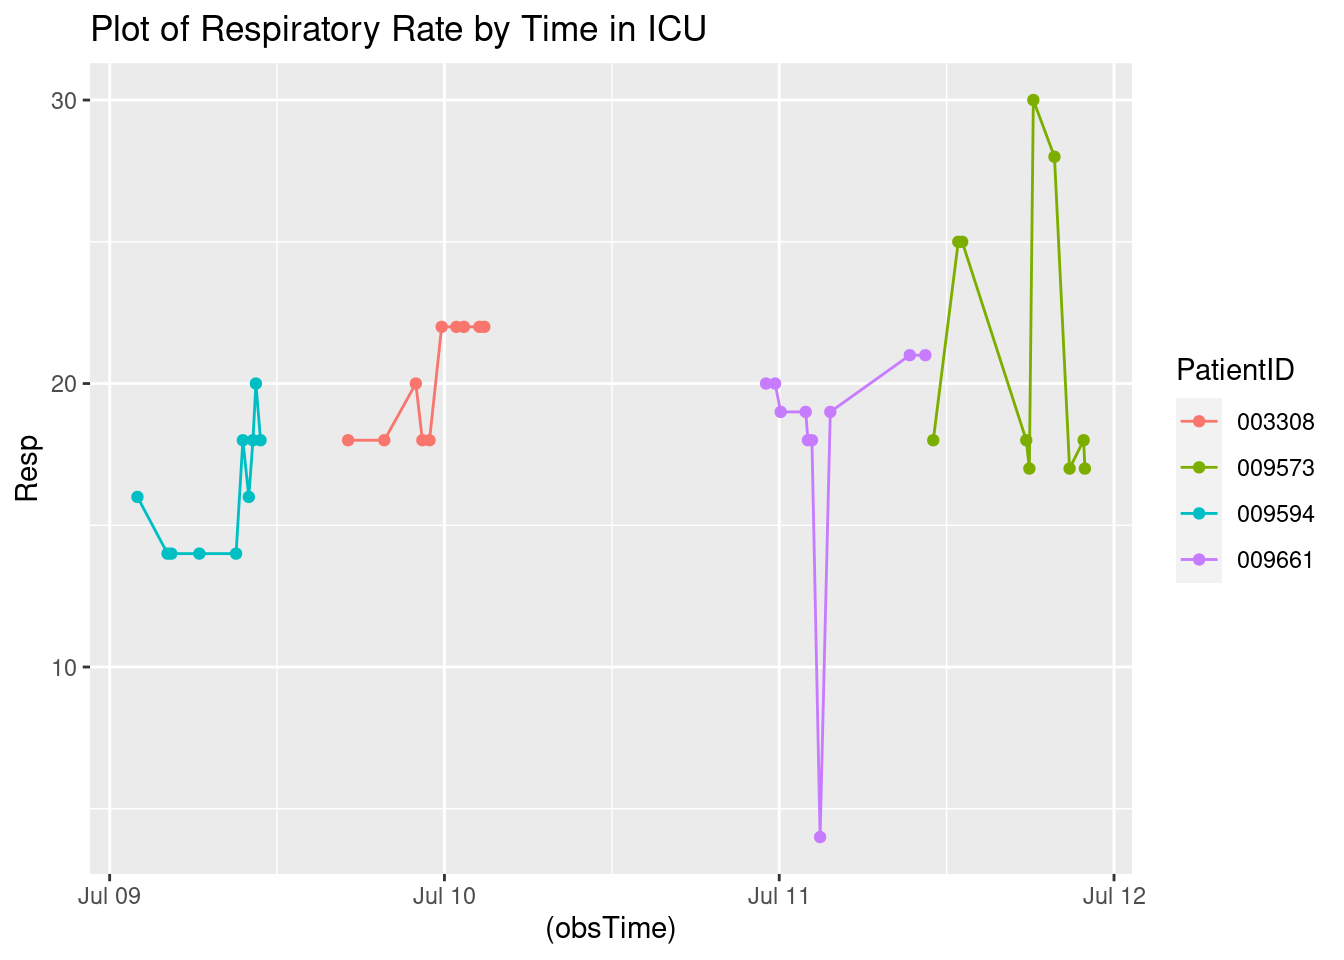 Plot of Respiratory Rate by Time in ICU
30
20
10
Resp
Jul 09
Jul 10
Jul 11
Jul 12
(obsTime)
PatientID
003308
009573
009594
009661